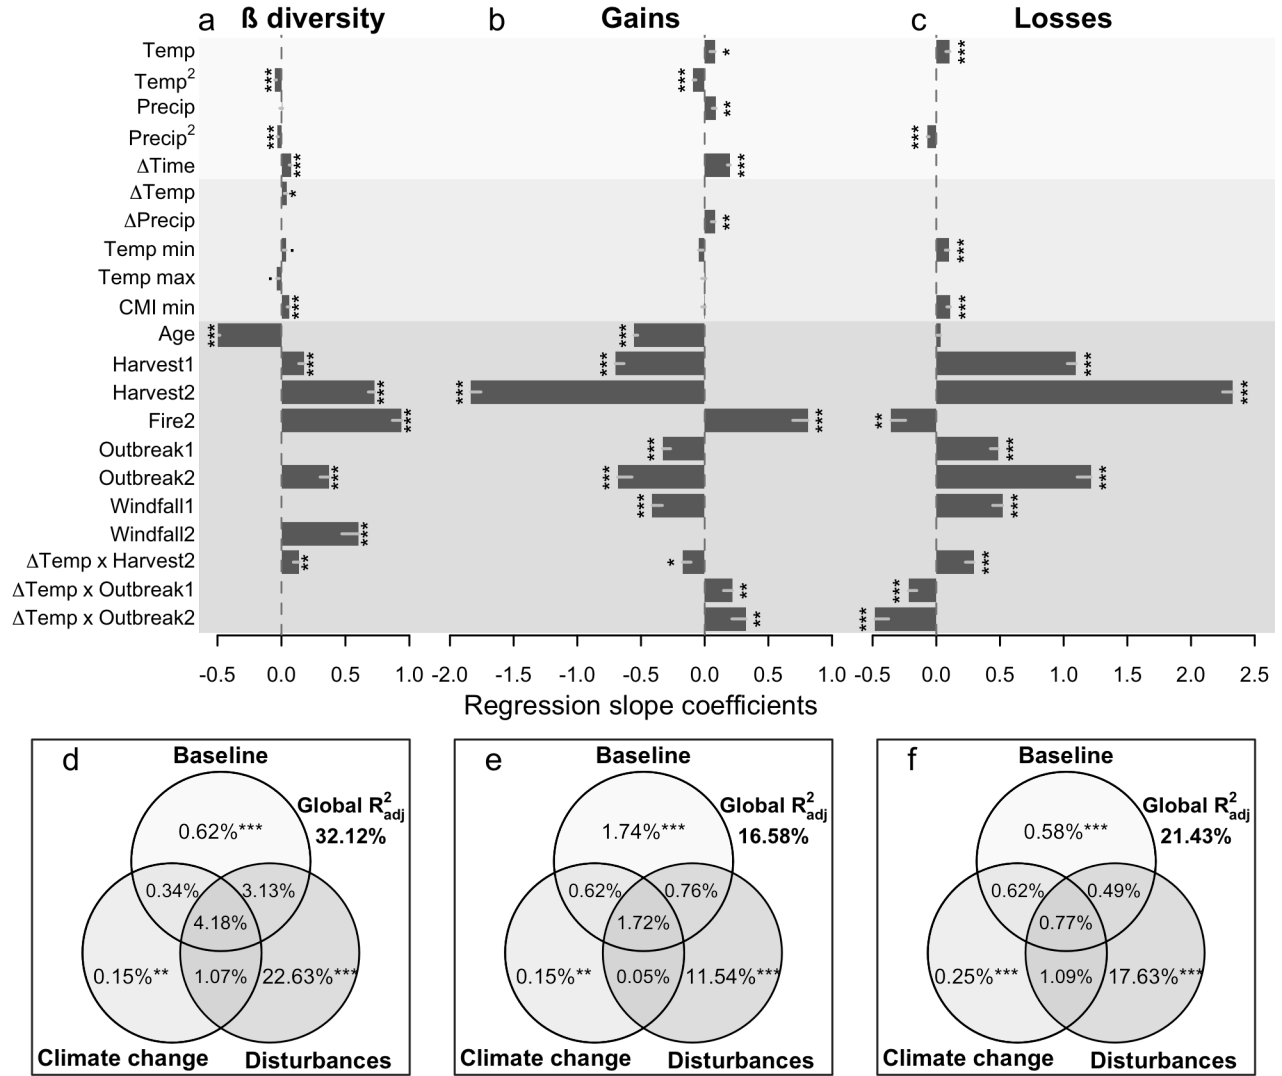 a ß diversity b Gains c Losses
Temp * ***
Temp² *** ***
Precip **
Precip² *** ***
ΔTime *** ***
ΔTemp *
ΔPrecip **
Temp min . ***
Temp max .
CMI min *** ***
Age *** ***
Harvest1 *** *** ***
Harvest2 *** *** ***
Fire2 *** *** **
Outbreak1 *** ***
Outbreak2 *** *** ***
Windfall1 *** ***
Windfall2 ***
ΔTemp x Harvest2 ** * ***
ΔTemp x Outbreak1 ** ***
ΔTemp x Outbreak2 ** ***
-0.5 0.0 0.5 1.0 -2.0 -1.5 -1.0 -0.5 0.0 0.5 1.0 -0.5 0.0 0.5 1.0 1.5 2.0 2.5
Regression slope coefficients
d Baseline
Global R²adj
32.12%
0.62%***
0.34% 3.13%
4.18%
0.15%** 1.07% 22.63%***
Climate change Disturbances
e Baseline
Global R²adj
16.58%
1.74%***
0.62% 0.76%
1.72%
0.15%** 0.05% 11.54%***
Climate change Disturbances
f Baseline
Global R²adj
21.43%
0.58%***
0.62% 0.49%
0.77%
0.25%*** 1.09% 17.63%***
Climate change Disturbances